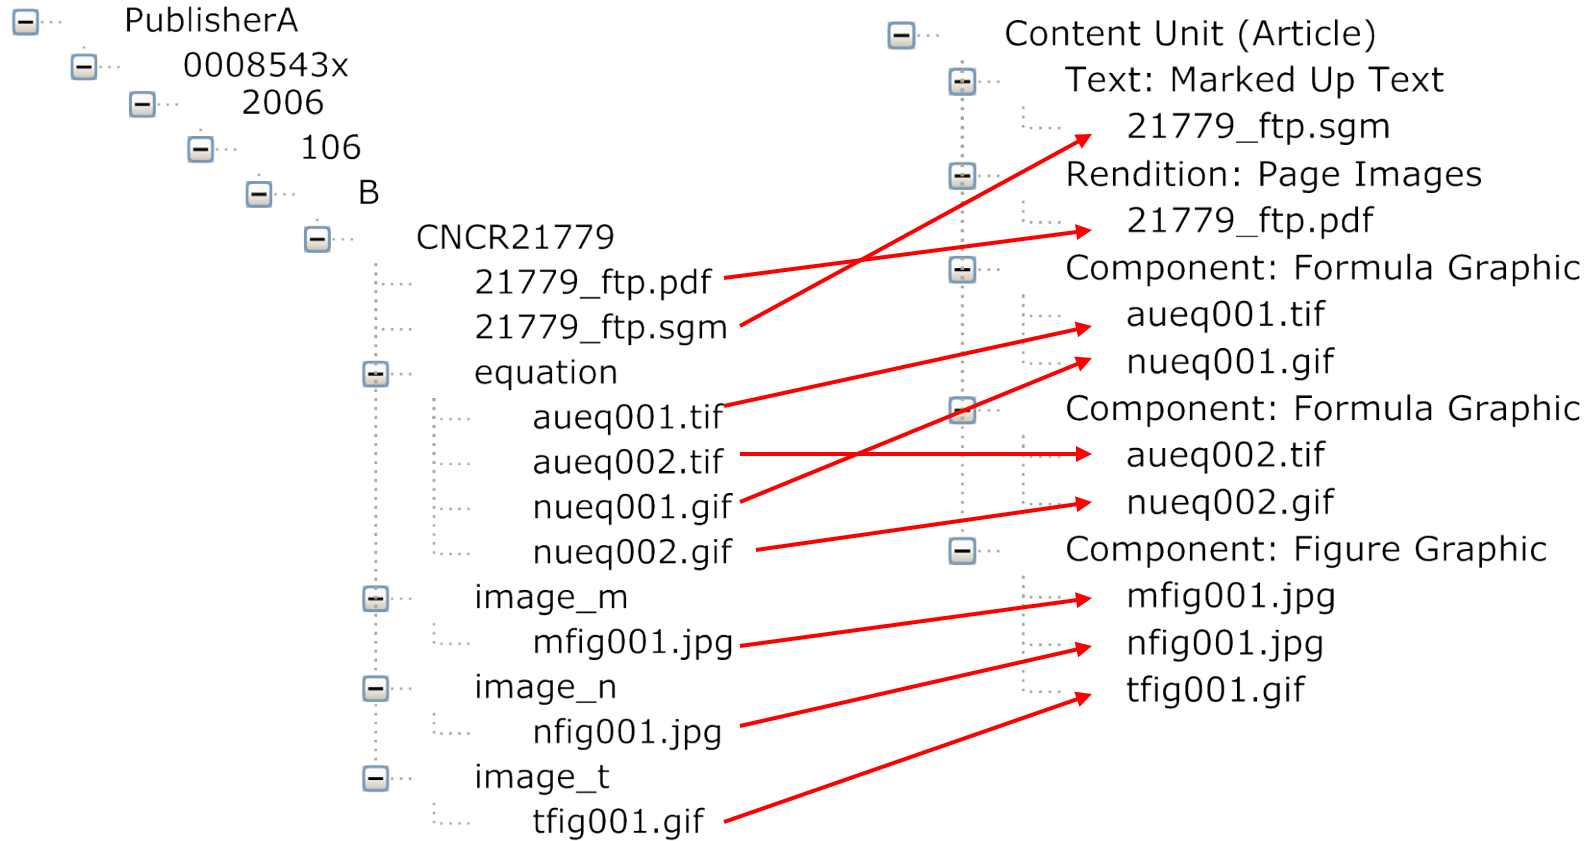 PublisherA
0008543x
2006
106
B
CNCR21779
21779_ftp.pdf
21779_ftp.sgm
equation
aueq001.tif
aueq002.tif
nueq001.gif
nueq002.gif
image_m
mfig001.jpg
image_n
nfig001.jpg
image_t
tfig001.gif
Content Unit (Article)
Text: Marked Up Text
21779_ftp.sgm
Rendition: Page Images
21779_ftp.pdf
Component: Formula Graphic
aueq001.tif
nueq001.gif
Component: Formula Graphic
aueq002.tif
nueq002.gif
Component: Figure Graphic
mfig001.jpg
nfig001.jpg
tfig001.gif